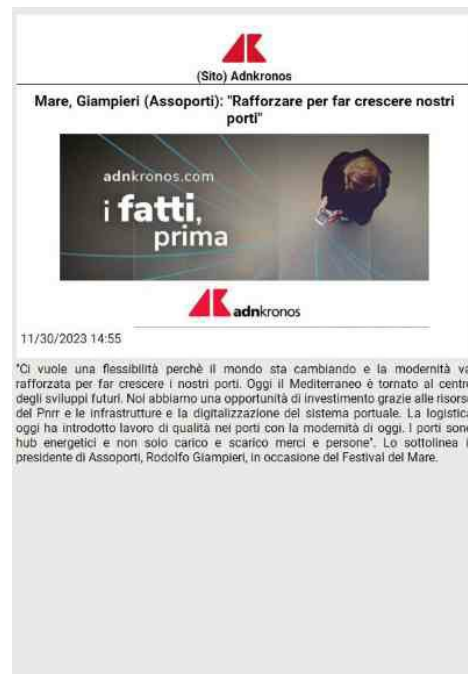 (Sito) Adnkronos
Mare, Giampieri (Assoporti): "Rafforzare per far crescere nostri
porti"
adnkronos.com
i fatti,
prima
adnkronos
11/30/2023 14:55
"Ci vuole una flessibilità perchè il mondo sta cambiando e la modernità va
rafforzata per far crescere i nostri porti. Oggi il Mediterraneo è tornato al centro
degli sviluppi futuri. Noi abbiamo una opportunità di investimento grazie alle risorse
del Pnrr e le infrastrutture e la digitalizzazione del sistema portuale. La logistica
oggi ha introdotto lavoro di qualità nei porti con la modernità di oggi. I porti sono
hub energetici e non solo carico e scarico merci e persone". Lo sottolinea i
presidente di Assoporti, Rodolfo Giampieri, in occasione del Festival del Mare.